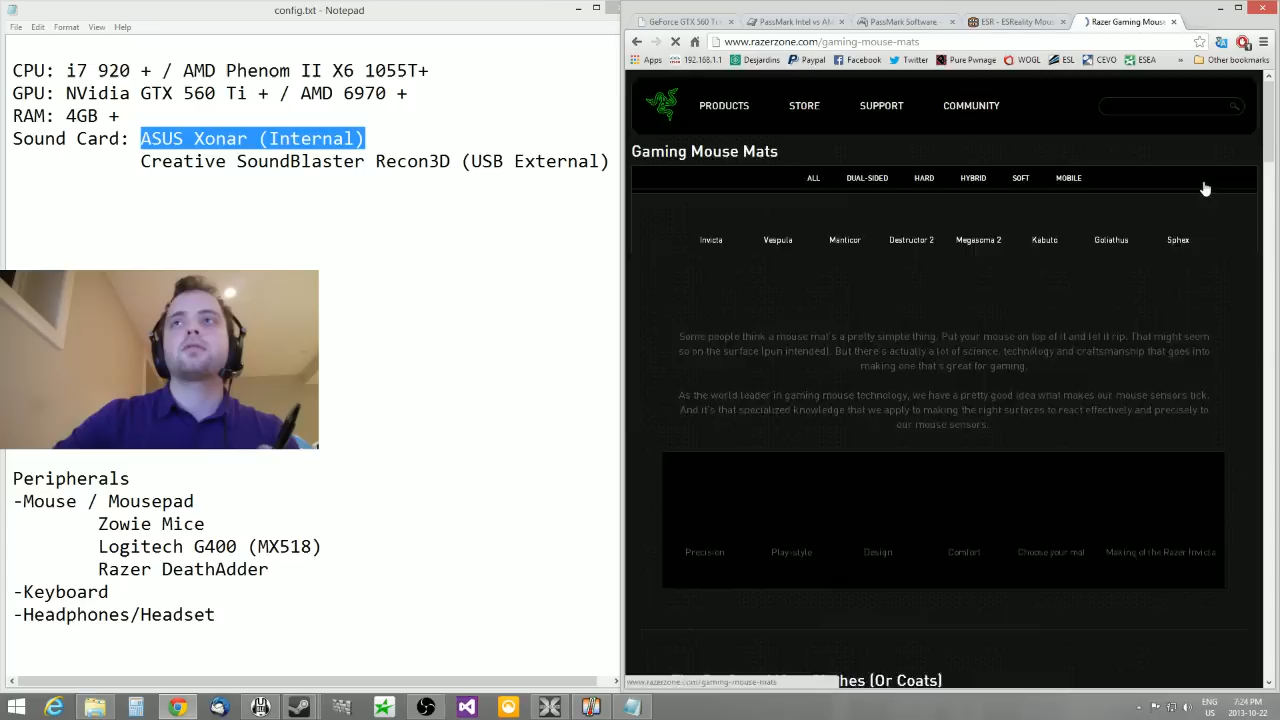 config.txt - Notepad
File Edit Format View Help
CPU: i7 920 + / AMD Phenom II X6 1055T+
GPU: NVidia GTX 560 Ti + / AMD 6970 +
RAM: 4GB +
Sound Card: ASUS Xonar (Internal)
Creative SoundBlaster Recon3D (USB External)
Peripherals
-Mouse / Mousepad
Zowie Mice
Logitech G400 (MX518)
Razer DeathAdder
-Keyboard
-Headphones/Headset
GeForce GTX 560 Ti PassMark Intel vs AM PassMark Software ESR - ESReality Mous Razer Gaming Mouse
www.razerzone.com/gaming-mouse-mats
Apps 192.168.1.1 Desjardins Paypal Facebook Twitter Pure Pwnage WOGL ESL CEVO ESEA » Other bookmarks
PRODUCTS STORE SUPPORT COMMUNITY
Gaming Mouse Mats
ALL DUAL-SIDED HARD HYBRID SOFT MOBILE
Invicta Vespula Manticor Destructor 2 Megasoma 2 Kabuto Goliathus Sphex
Some people think a mouse mat's a pretty simple thing. Put your mouse on top of it and let it rip. That might seem
so on the surface (pun intended). But there's actually a lot of science, technology and craftsmanship that goes into
making one that's great for gaming.
As the world leader in gaming mouse technology, we have a pretty good idea what makes our mouse sensors tick.
And it's that specialized knowledge that we apply to making the right surfaces to react effectively and precisely to
our mouse sensors.
Precision Play-style Design Comfort Choose your mat Making of the Razer Invicta
(Or Coats)
www.razerzone.com/gaming-mouse-mats
ENG 7:24 PM
US 2013-10-22